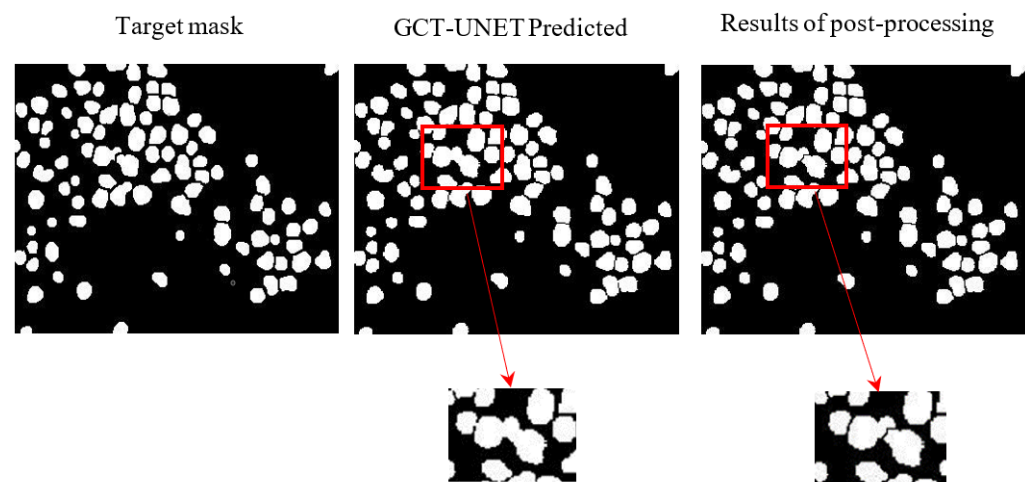 Target mask
GCT-UNET Predicted
Results of post-processing